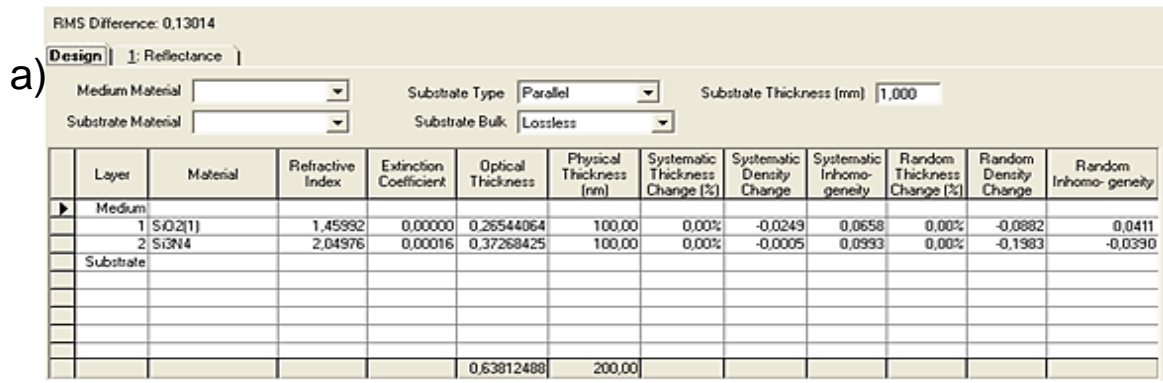 RMS Difference: 0,13014
Design 1: Reflectance
a)
Medium Material Substrate Type Parallel Substrate Thickness (mm) 1,000
Substrate Material Substrate Bulk Lossless
Layer Material Refractive Index Extinction Coefficient Optical Thickness Physical Thickness (nm) Systematic Thickness Change (%) Systematic Density Change Systematic Inhomo- geneity Random Thickness Change (%) Random Density Change Random Inhomo- geneity
Medium
1 SiO2(1) 1,45992 0,00000 0,26544064 100,00 0,00% -0,0249 0,0658 0,00% -0,0882 0,0411
2 Si3N4 2,04976 0,00016 0,37268425 100,00 0,00% -0,0005 0,0993 0,00% -0,1983 -0,0390
Substrate
0,63812488 200,00